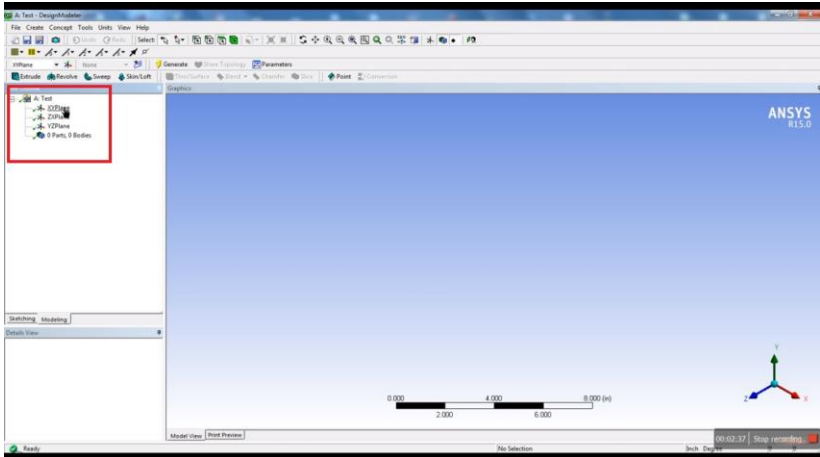 A: Test - DesignModeler
File Create Concept Tools Units View Help
Undo Redo Select:
XYPlane None Generate Share Topology Parameters
Extrude Revolve Sweep Skin/Loft Thin/Surface Blend Chamfer Slice Point Conversion
Graphics
A: Test
XYPlane
ZXPlane
YZPlane
0 Parts, 0 Bodies
ANSYS
R15.0
Sketching Modeling
Details View
Y
Z X
0.000 4.000 8.000 (in)
2.000 6.000
Model View Print Preview
00:02:37 Stop recording
Ready No Selection Inch